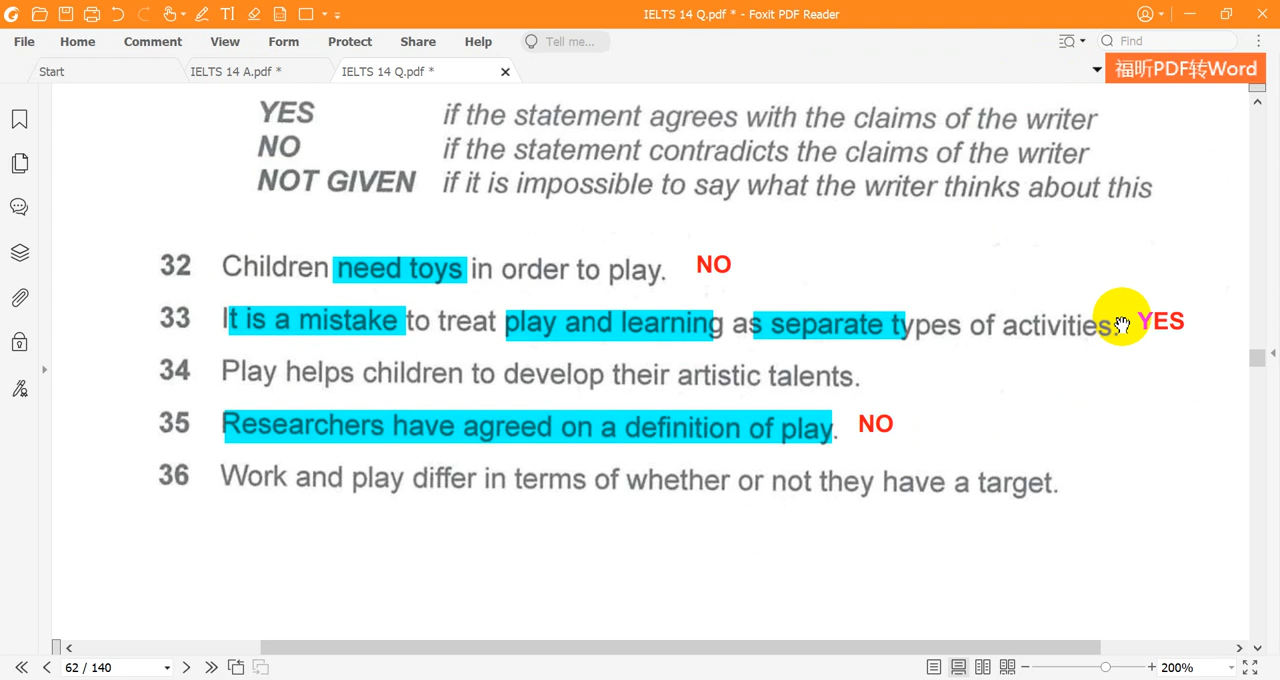 IELTS 14 Q.pdf * - Foxit PDF Reader
File Home Comment View Form Protect Share Help Tell me... Find
Start IELTS 14 A.pdf * IELTS 14 Q.pdf * 福昕PDF转Word
YES if the statement agrees with the claims of the writer
NO if the statement contradicts the claims of the writer
NOT GIVEN if it is impossible to say what the writer thinks about this
32 Children need toys in order to play. NO
33 It is a mistake to treat play and learning as separate types of activities. YES
34 Play helps children to develop their artistic talents.
35 Researchers have agreed on a definition of play. NO
36 Work and play differ in terms of whether or not they have a target.
62 / 140 200%